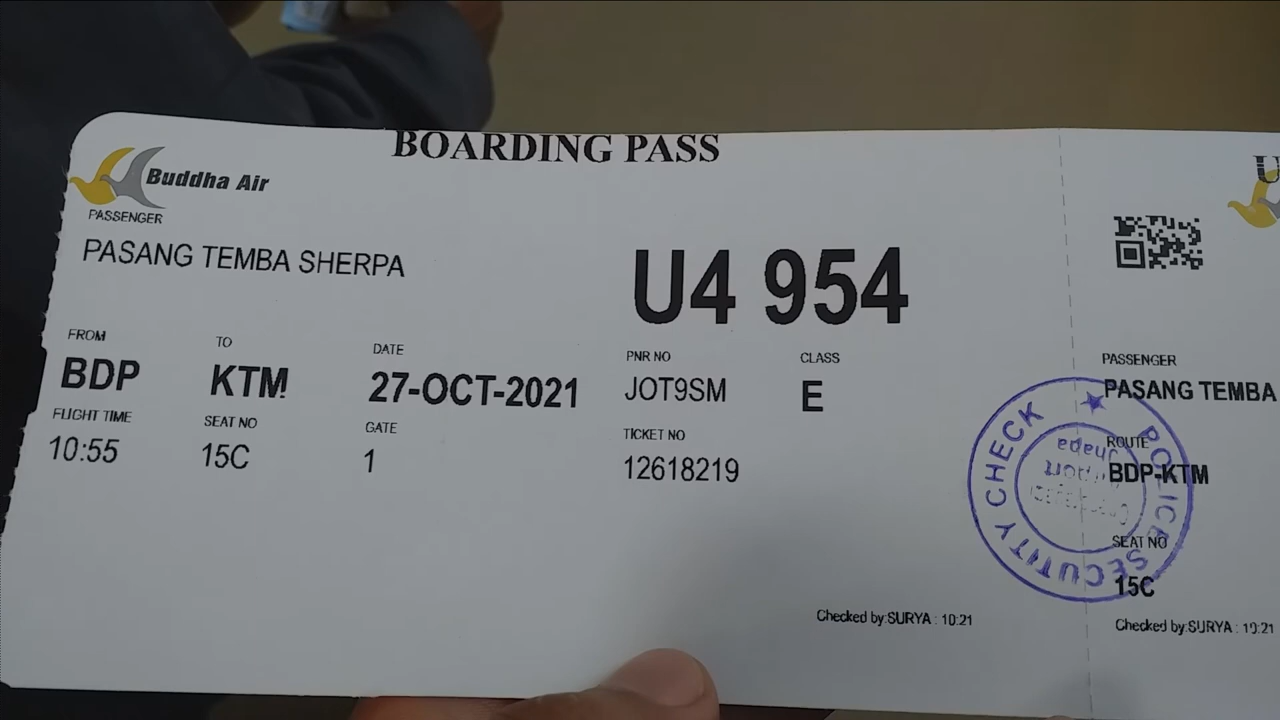 BOARDING PASS
Buddha Air
PASSENGER
PASANG TEMBA SHERPA
U4 954
FROM TO DATE
BDP KTM 27-OCT-2021
PNR NO CLASS
JOT9SM E
FLIGHT TIME SEAT NO GATE
10:55 15C 1
TICKET NO
12618219
Checked by:SURYA : 10:21
U
PASSENGER
PASANG TEMBA
ROUTE
BDP-KTM
SEAT NO
15C
Checked by:SURYA : 10:21
POLICE SECUTITY CHECK
Jhapa